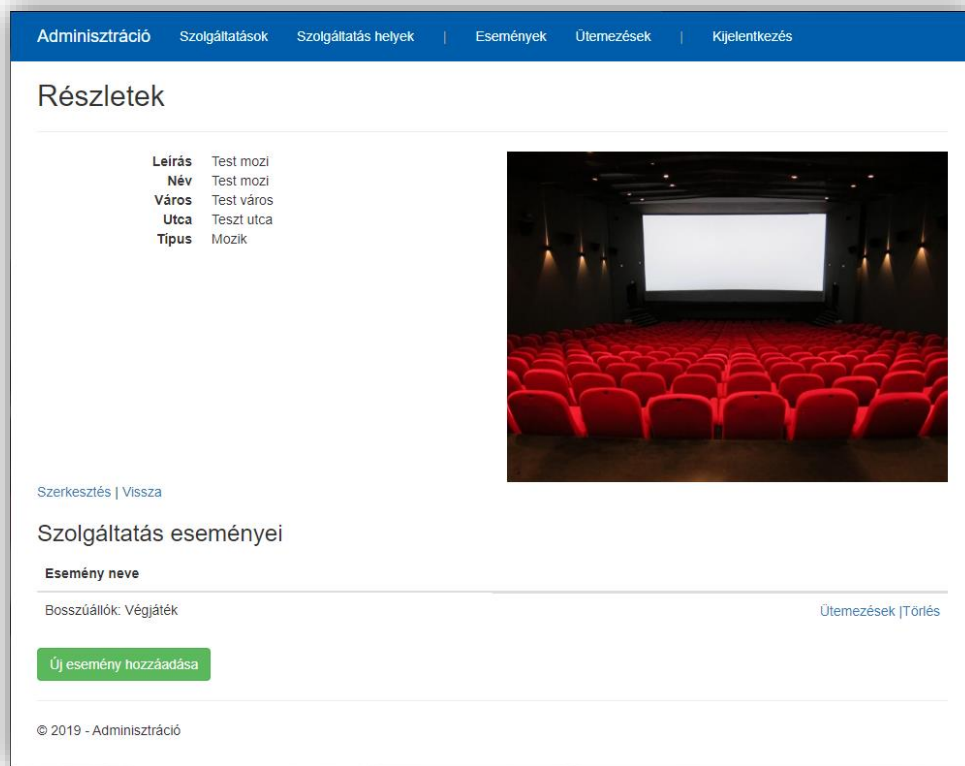 Adminisztráció Szolgáltatások Szolgáltatás helyek | Események Ütemezések | Kijelentkezés
Részletek
Leírás Test mozi
Név Test mozi
Város Test város
Utca Teszt utca
Típus Mozik
Szerkesztés | Vissza
Szolgáltatás eseményei
Esemény neve
Bosszúállók: Végjáték Ütemezések |Törlés
Új esemény hozzáadása
© 2019 - Adminisztráció